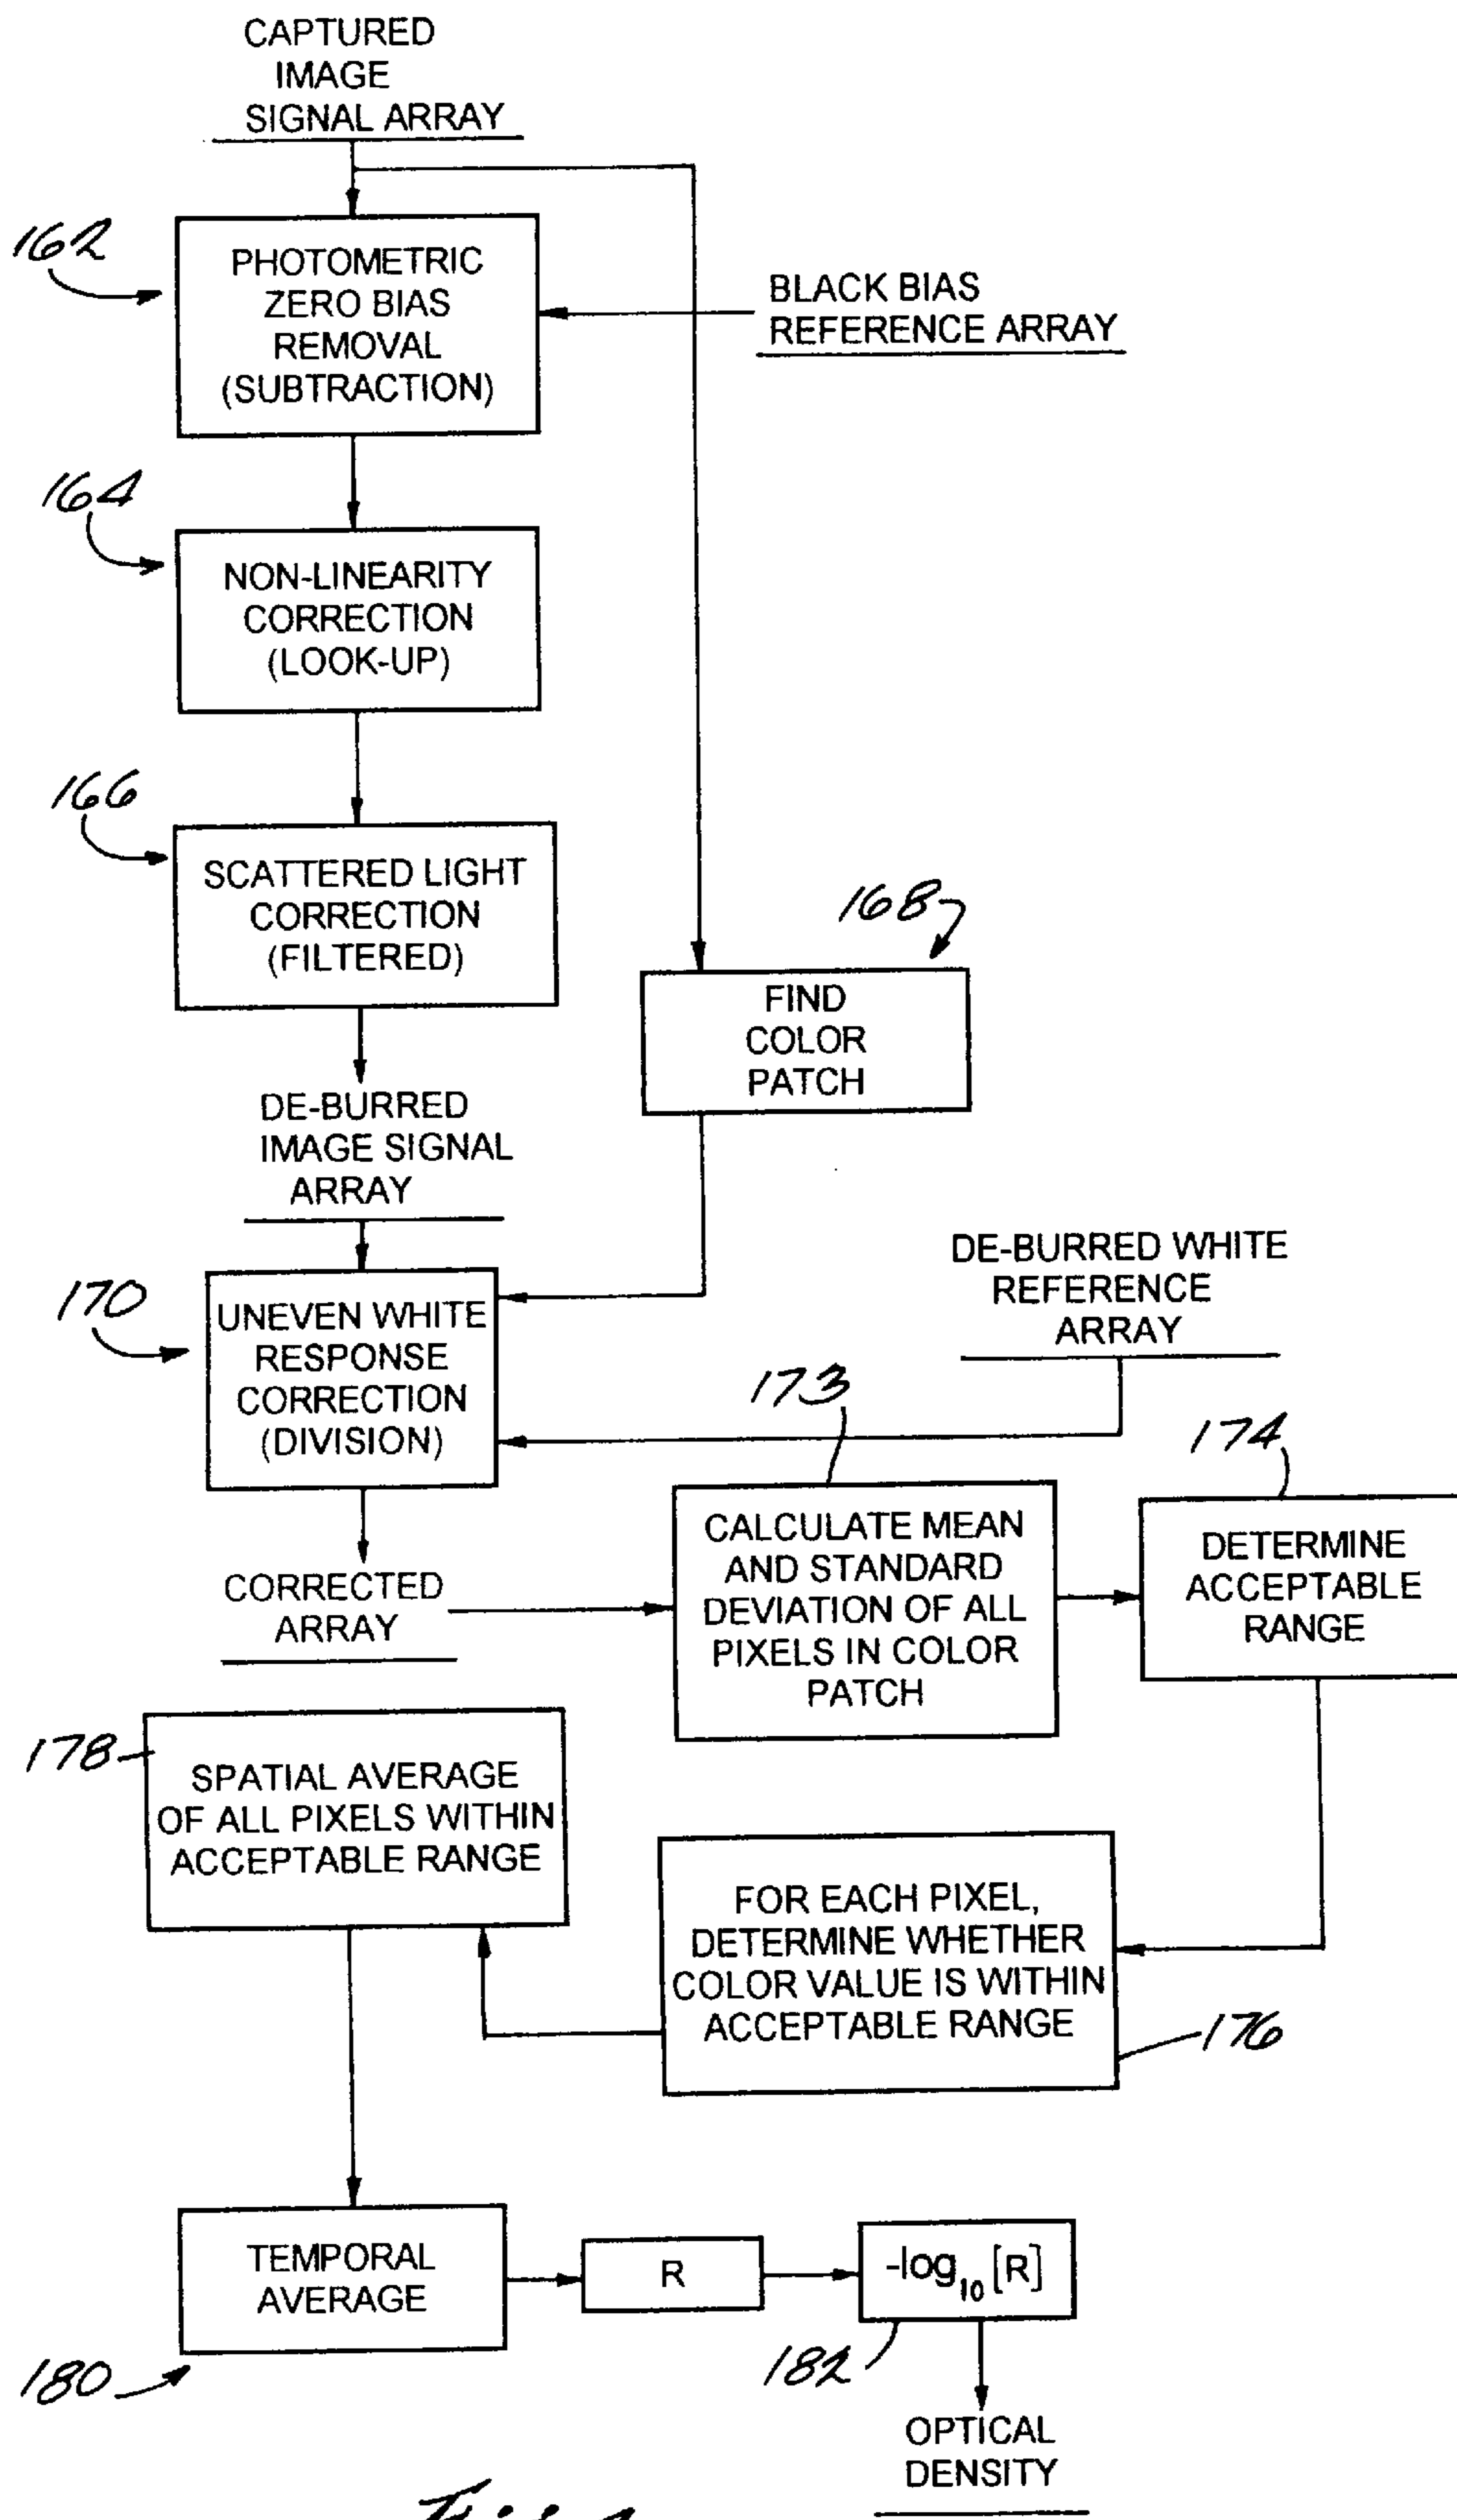 CAPTURED
IMAGE
SIGNAL ARRAY
162
PHOTOMETRIC
ZERO BIAS
REMOVAL
(SUBTRACTION)
BLACK BIAS
REFERENCE ARRAY
164
NON-LINEARITY
CORRECTION
(LOOK-UP)
166
SCATTERED LIGHT
CORRECTION
(FILTERED)
168
FIND
COLOR
PATCH
DE-BURRED
IMAGE SIGNAL
ARRAY
170
UNEVEN WHITE
RESPONSE
CORRECTION
(DIVISION)
DE-BURRED WHITE
REFERENCE
ARRAY
CORRECTED
ARRAY
173
CALCULATE MEAN
AND STANDARD
DEVIATION OF ALL
PIXELS IN COLOR
PATCH
174
DETERMINE
ACCEPTABLE
RANGE
178
SPATIAL AVERAGE
OF ALL PIXELS WITHIN
ACCEPTABLE RANGE
FOR EACH PIXEL,
DETERMINE WHETHER
COLOR VALUE IS WITHIN
ACCEPTABLE RANGE
176
TEMPORAL
AVERAGE
180
R
-log₁₀ [R]
182
OPTICAL
DENSITY